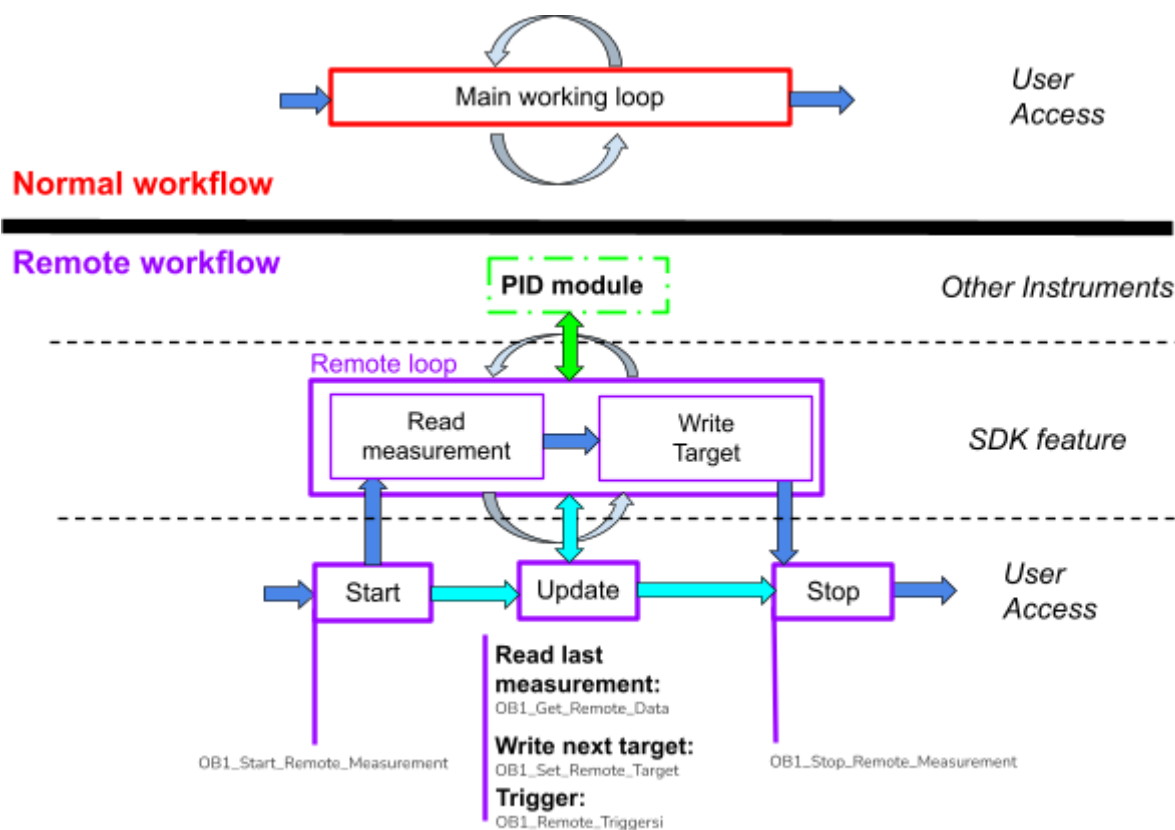 Main working loop
User
Access
Normal workflow
Remote workflow
PID module
Other Instruments
Remote loop
Read
measurement
Write
Target
SDK feature
Start
Update
Stop
User
Access
Read last
measurement:
OB1_Get_Remote_Data
Write next target:
OB1_Set_Remote_Target
Trigger:
OB1_Remote_Triggersi
OB1_Start_Remote_Measurement
OB1_Stop_Remote_Measurement